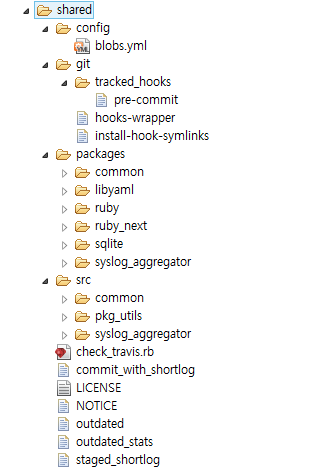 shared
config
blobs.yml
git
tracked_hooks
pre-commit
hooks-wrapper
install-hook-symlinks
packages
common
libyaml
ruby
ruby_next
sqlite
syslog_aggregator
src
common
pkg_utils
syslog_aggregator
check_travis.rb
commit_with_shortlog
LICENSE
NOTICE
outdated
outdated_stats
staged_shortlog